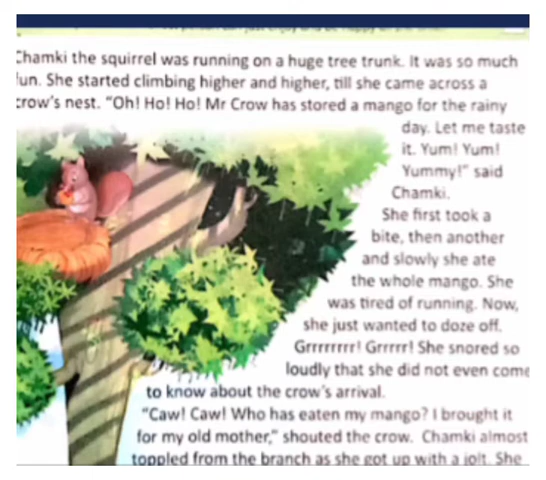 Chamki the squirrel was running on a huge tree trunk. It was so much
fun. She started climbing higher and higher, till she came across a
crow's nest. "Oh! Ho! Ho! Mr Crow has stored a mango for the rainy
day. Let me taste
it. Yum! Yum!
Yummy!" said
Chamki.
She first took a
bite, then another
and slowly she ate
the whole mango. She
was tired of running. Now,
she just wanted to doze off.
Grrrrrrrr! Grrrrr! She snored so
loudly that she did not even come
to know about the crow's arrival.
"Caw! Caw! Who has eaten my mango? I brought it
for my old mother," shouted the crow. Chamki almost
toppled from the branch as she got up with a jolt. She